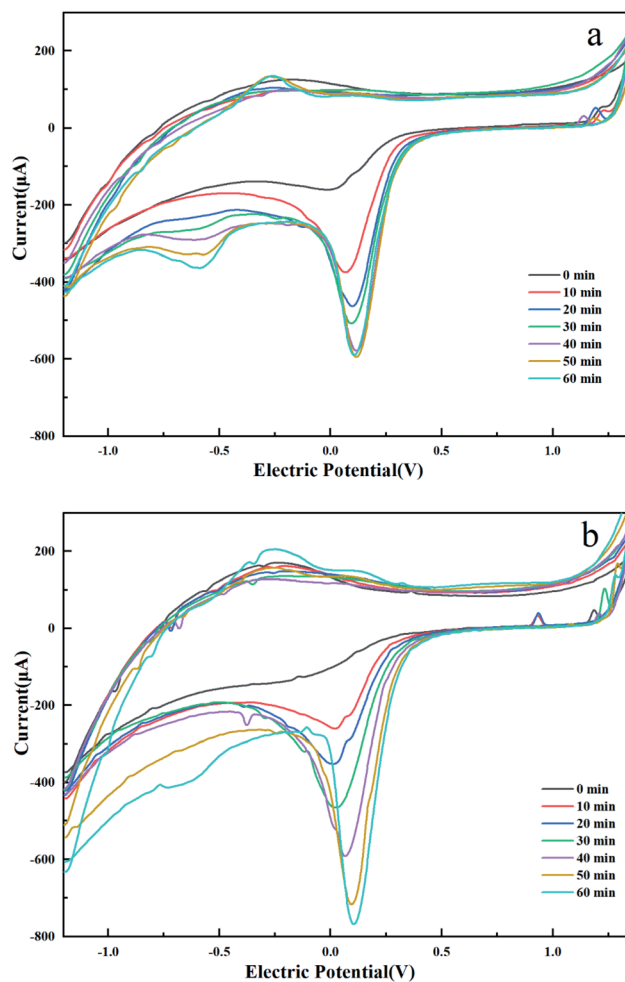 a
200
0
-200
-400
-600
-800
Current(μA)
0 min
10 min
20 min
30 min
40 min
50 min
60 min
-1.0
-0.5
0.0
0.5
1.0
Electric Potential(V)
b
200
0
-200
-400
-600
-800
Current(μA)
0 min
10 min
20 min
30 min
40 min
50 min
60 min
-1.0
-0.5
0.0
0.5
1.0
Electric Potential(V)